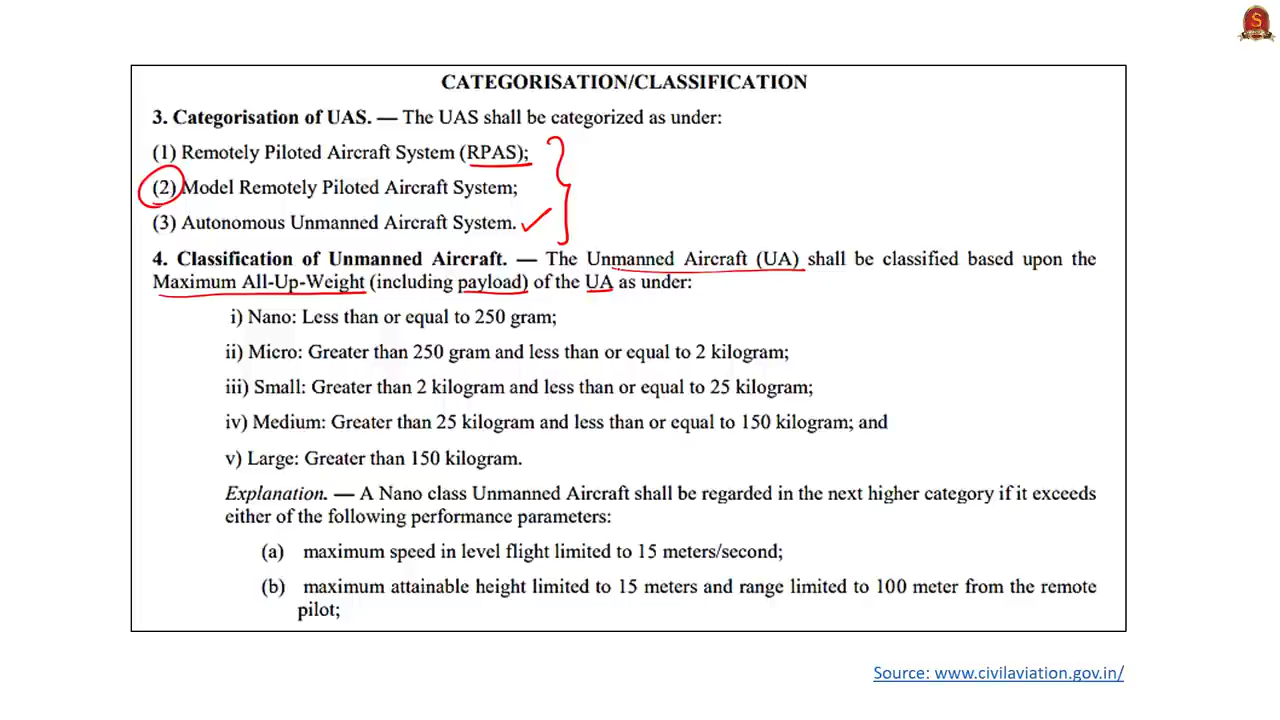 CATEGORISATION/CLASSIFICATION
3. Categorisation of UAS. — The UAS shall be categorized as under:
(1) Remotely Piloted Aircraft System (RPAS);
(2) Model Remotely Piloted Aircraft System;
(3) Autonomous Unmanned Aircraft System.
4. Classification of Unmanned Aircraft. — The Unmanned Aircraft (UA) shall be classified based upon the
Maximum All-Up-Weight (including payload) of the UA as under:
i) Nano: Less than or equal to 250 gram;
ii) Micro: Greater than 250 gram and less than or equal to 2 kilogram;
iii) Small: Greater than 2 kilogram and less than or equal to 25 kilogram;
iv) Medium: Greater than 25 kilogram and less than or equal to 150 kilogram; and
v) Large: Greater than 150 kilogram.
Explanation. — A Nano class Unmanned Aircraft shall be regarded in the next higher category if it exceeds
either of the following performance parameters:
(a) maximum speed in level flight limited to 15 meters/second;
(b) maximum attainable height limited to 15 meters and range limited to 100 meter from the remote
pilot;
Source: www.civilaviation.gov.in/